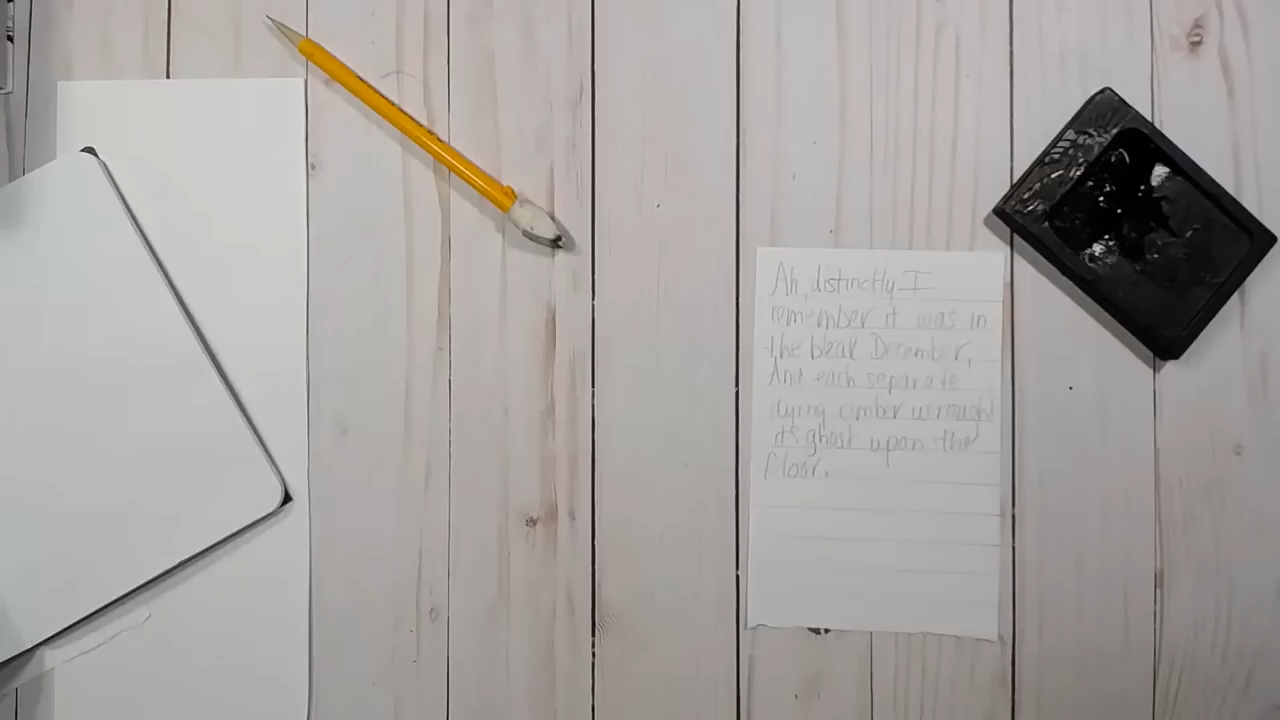 Ah, distinctly I
remember it was in
the bleak December,
And each separate
dying ember wrought
its ghost upon the
floor.